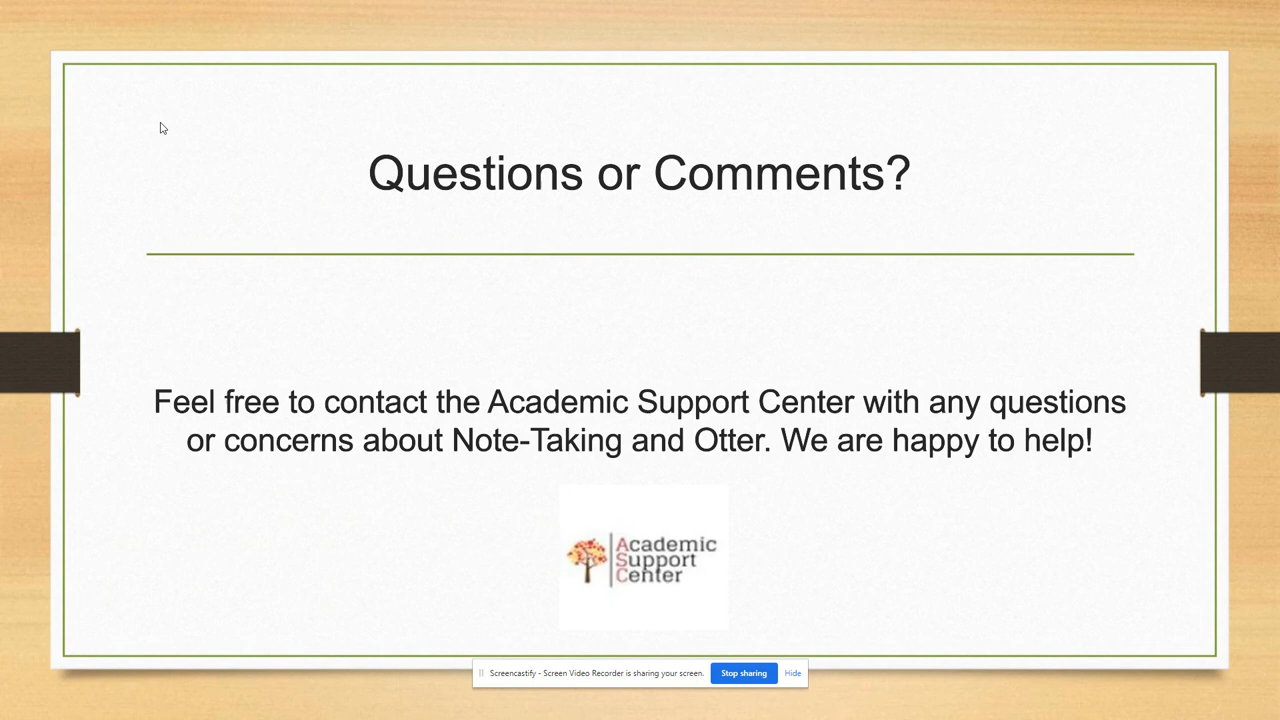 Questions or Comments?
Feel free to contact the Academic Support Center with any questions
or concerns about Note-Taking and Otter. We are happy to help!
Academic
Support
Center
Screencastify - Screen Video Recorder is sharing your screen. Stop sharing Hide